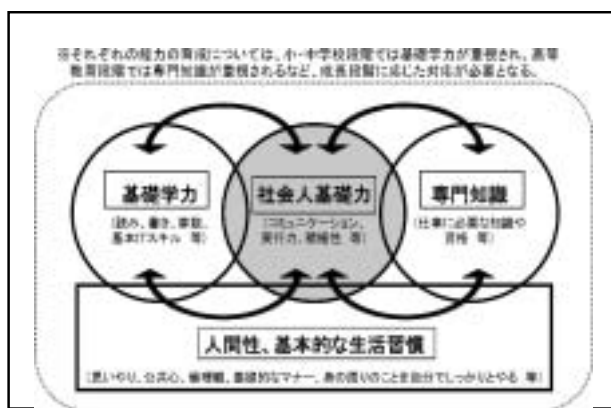 ※それぞれの能力の育成については、小・中学校段階では基礎学力が重視され、高等
教育段階では専門知識が重視されるなど、成長段階に応じた対応が必要となる。
基礎学力
(読み、書き、算数、
基本ITスキル 等)
社会人基礎力
(コミュニケーション、
実行力、積極性 等)
専門知識
(仕事に必要な知識や
資格 等)
人間性、基本的な生活習慣
(思いやり、公共心、倫理観、基礎的なマナー、身の周りのことを自分でしっかりとやる 等)